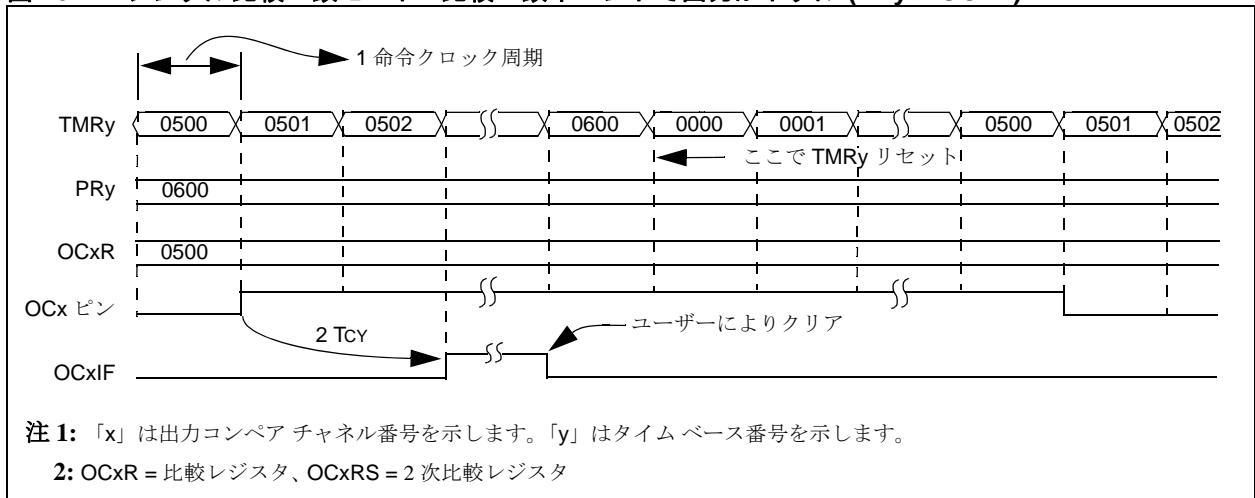 1 命令クロック周期
TMRy 0500 0501 0502 0600 0000 0001 0500 0501 0502
ここで TMRy リセット
PRy 0600
OCxR 0500
OCx ピン
2 TCY
ユーザーによりクリア
OCxIF
注 1: 「x」は出力コンペア チャネル番号を示します。「y」はタイム ベース番号を示します。
2: OCxR = 比較レジスタ、OCxRS = 2 次比較レジスタ